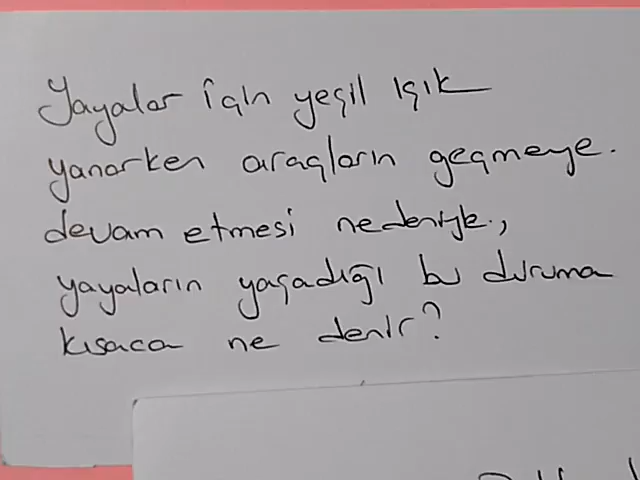 Yayalar için yeşil ışık
yanarken araçların geçmeye.
devam etmesi nedeniyle.,
yayaların yaşadığı bu duruma
kısaca ne denir?